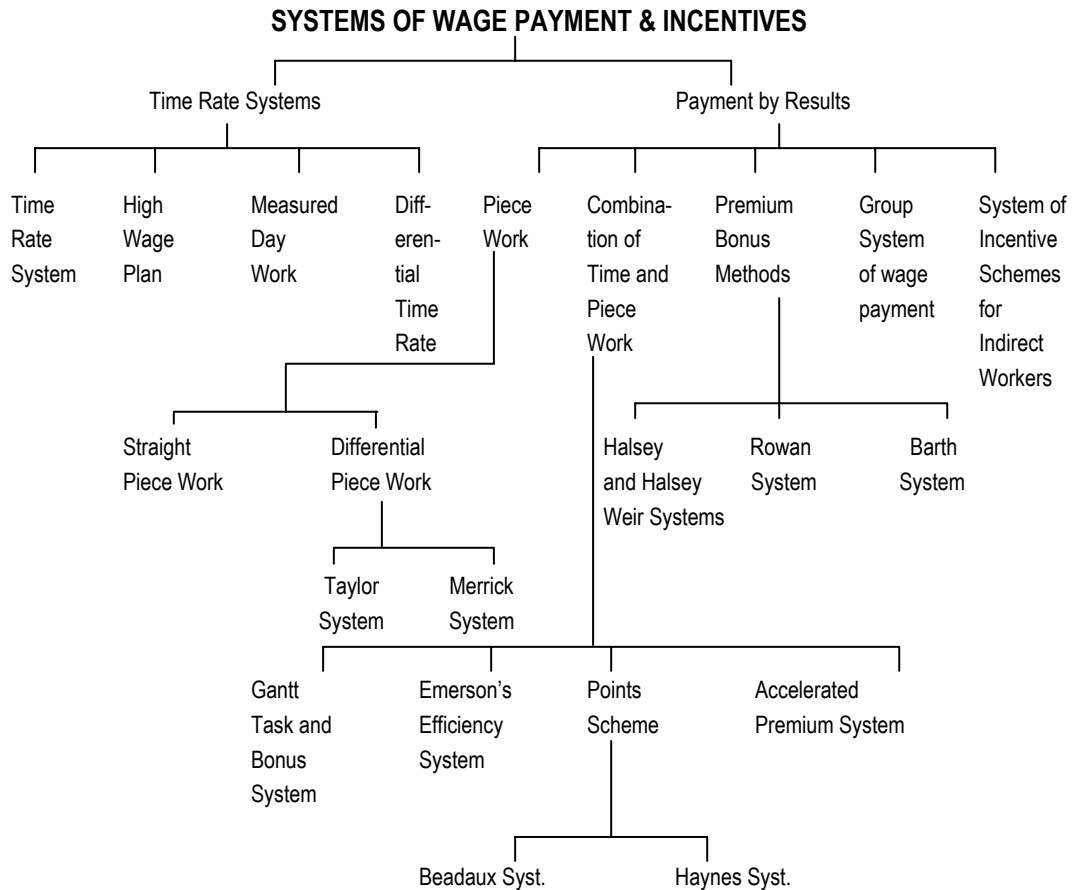 SYSTEMS OF WAGE PAYMENT & INCENTIVES
Time Rate Systems
Payment by Results
Time
Rate
System
High
Wage
Plan
Measured
Day
Work
Diff-
eren-
tial
Time
Rate
Piece
Work
Combina-
tion of
Time and
Piece
Work
Premium
Bonus
Methods
Group
System
of wage
payment
System of
Incentive
Schemes
for
Indirect
Workers
Straight
Piece Work
Differential
Piece Work
Halsey
and Halsey
Weir Systems
Rowan
System
Barth
System
Taylor
System
Merrick
System
Gantt
Task and
Bonus
System
Emerson's
Efficiency
System
Points
Scheme
Accelerated
Premium System
Beadaux Syst.
Haynes Syst.